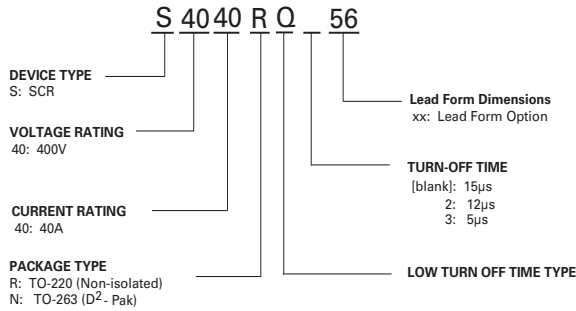 S 40 40 R Q _ 56
DEVICE TYPE
S: SCR
VOLTAGE RATING
40: 400V
CURRENT RATING
40: 40A
PACKAGE TYPE
R: TO-220 (Non-isolated)
N: TO-263 (D²- Pak)
Lead Form Dimensions
xx: Lead Form Option
TURN-OFF TIME
[blank]: 15µs
2: 12µs
3: 5µs
LOW TURN OFF TIME TYPE